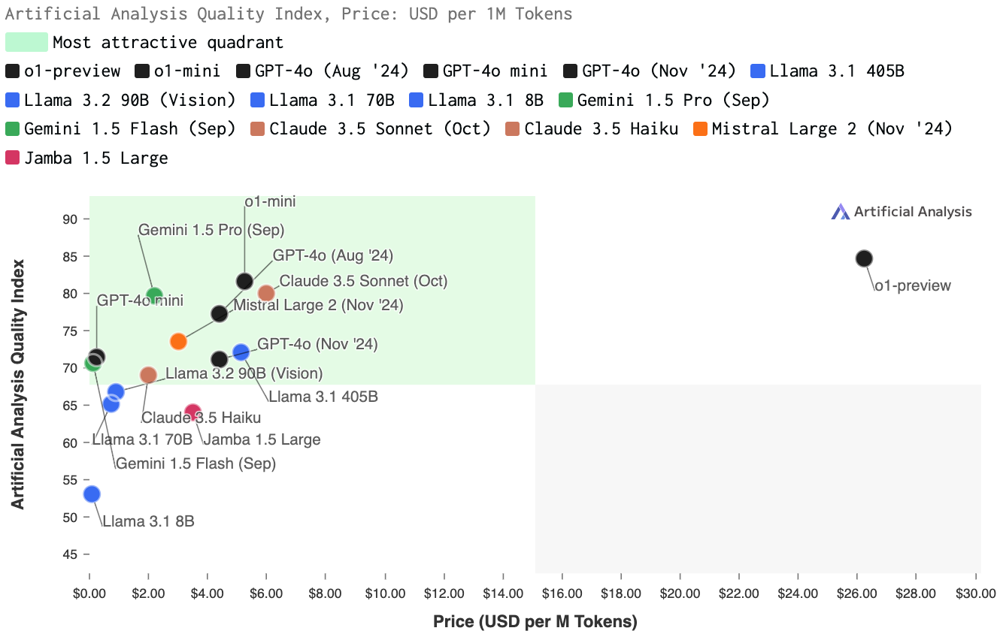 Artificial Analysis Quality Index, Price: USD per 1M Tokens
Most attractive quadrant
o1-preview o1-mini GPT-4o (Aug '24) GPT-4o mini GPT-4o (Nov '24) Llama 3.1 405B
Llama 3.2 90B (Vision) Llama 3.1 70B Llama 3.1 8B Gemini 1.5 Pro (Sep)
Gemini 1.5 Flash (Sep) Claude 3.5 Sonnet (Oct) Claude 3.5 Haiku Mistral Large 2 (Nov '24)
Jamba 1.5 Large
Artificial Analysis Quality Index
90
85
80
75
70
65
60
55
50
45
o1-mini
Artificial Analysis
Gemini 1.5 Pro (Sep)
GPT-4o (Aug '24)
Claude 3.5 Sonnet (Oct)
o1-preview
GPT-4o mini
Mistral Large 2 (Nov '24)
GPT-4o (Nov '24)
Llama 3.2 90B (Vision)
Llama 3.1 405B
Claude 3.5 Haiku
Llama 3.1 70B
Jamba 1.5 Large
Gemini 1.5 Flash (Sep)
Llama 3.1 8B
$0.00 $2.00 $4.00 $6.00 $8.00 $10.00 $12.00 $14.00 $16.00 $18.00 $20.00 $22.00 $24.00 $26.00 $28.00 $30.00
Price (USD per M Tokens)